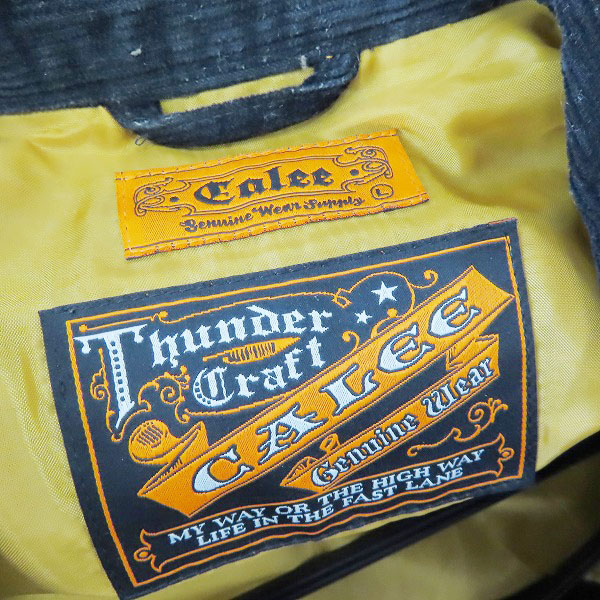 Calee
L
Genuine Wear Supply
Thunder
Craft
CALEE
Genuine Wear
MY WAY OR THE HIGH WAY
LIFE IN THE FAST LANE